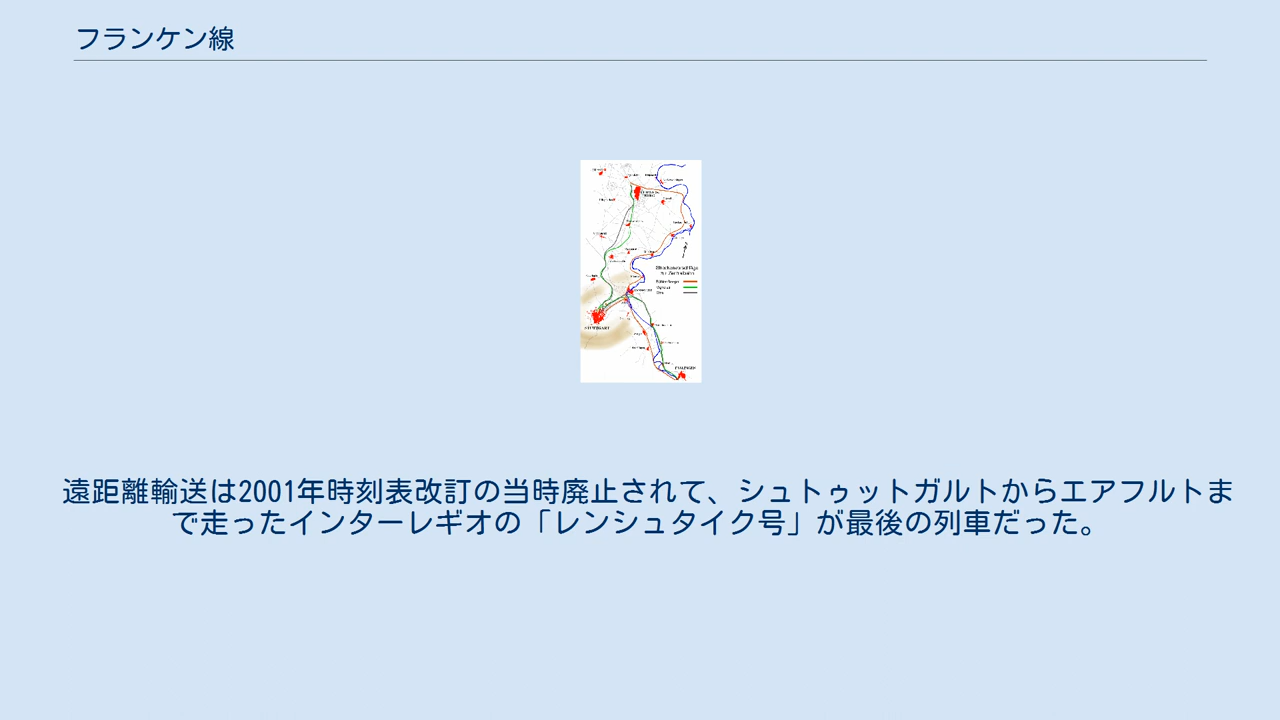 フランケン線
STUTTGART
遠距離輸送は2001年時刻表改訂の当時廃止されて、シュトゥットガルトからエアフルトま
で走ったインターレギオの「レンシュタイク号」が最後の列車だった。